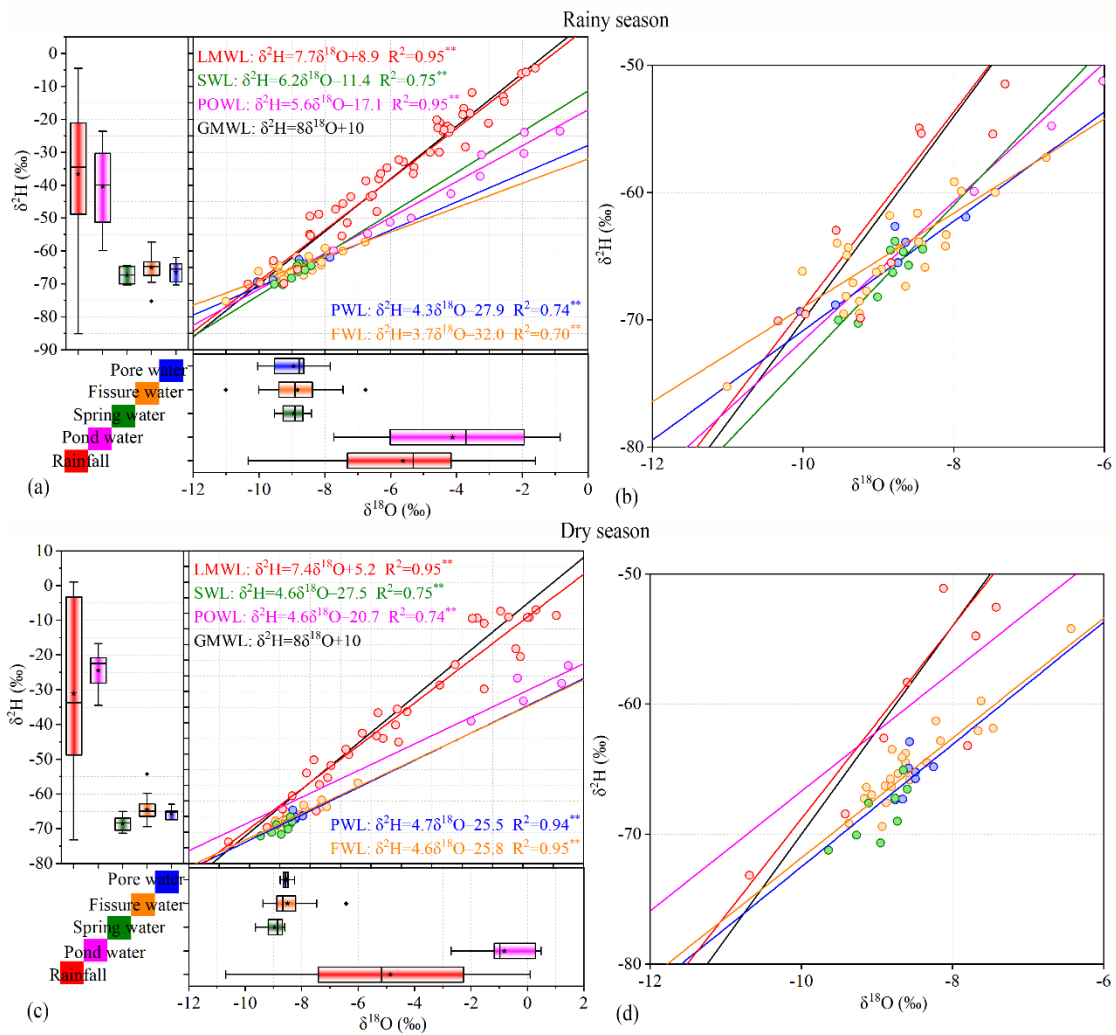 Rainy season
LMWL: δ²H=7.7δ¹⁸O+8.9 R²=0.95**
SWL: δ²H=6.2δ¹⁸O–11.4 R²=0.75**
POWL: δ²H=5.6δ¹⁸O–17.1 R²=0.95**
GMWL: δ²H=8δ¹⁸O+10
PWL: δ²H=4.3δ¹⁸O–27.9 R²=0.74**
FWL: δ²H=3.7δ¹⁸O–32.0 R²=0.70**
δ²H (‰)
0
-10
-20
-30
-40
-50
-60
-70
-80
-90
Pore water
Fissure water
Spring water
Pond water
Rainfall
-12 -10 -8 -6 -4 -2 0
δ¹⁸O (‰)
(a)
δ²H (‰)
-50
-60
-70
-80
-12 -10 -8 -6
δ¹⁸O (‰)
(b)
Dry season
LMWL: δ²H=7.4δ¹⁸O+5.2 R²=0.95**
SWL: δ²H=4.6δ¹⁸O–27.5 R²=0.75**
POWL: δ²H=4.6δ¹⁸O–20.7 R²=0.74**
GMWL: δ²H=8δ¹⁸O+10
PWL: δ²H=4.7δ¹⁸O–25.5 R²=0.94**
FWL: δ²H=4.6δ¹⁸O–25.8 R²=0.95**
δ²H (‰)
10
0
-10
-20
-30
-40
-50
-60
-70
-80
Pore water
Fissure water
Spring water
Pond water
Rainfall
-12 -10 -8 -6 -4 -2 0 2
δ¹⁸O (‰)
(c)
δ²H (‰)
-50
-60
-70
-80
-12 -10 -8 -6
δ¹⁸O (‰)
(d)